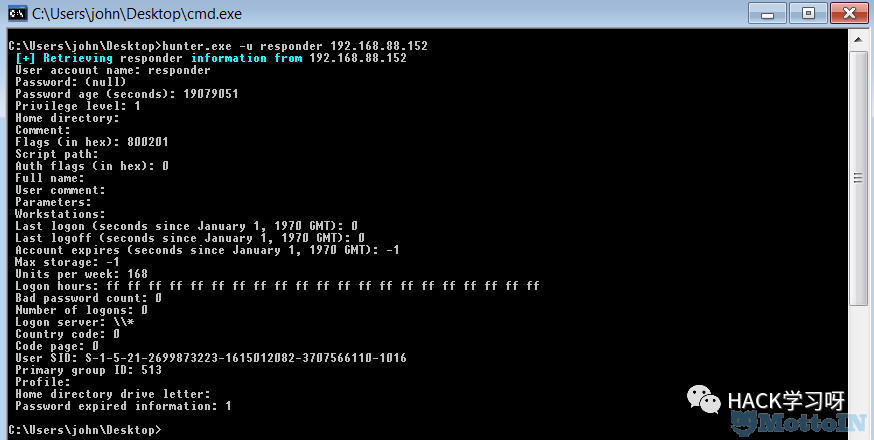 C:\Users\john\Desktop\cmd.exe
C:\Users\john\Desktop>hunter.exe -u responder 192.168.88.152
[+] Retrieving responder information from 192.168.88.152
User account name: responder
Password: (null)
Password age (seconds): 19079051
Privilege level: 1
Home directory:
Comment:
Flags (in hex): 800201
Script path:
Auth flags (in hex): 0
Full name:
User comment:
Parameters:
Workstations:
Last logon (seconds since January 1, 1970 GMT): 0
Last logoff (seconds since January 1, 1970 GMT): 0
Account expires (seconds since January 1, 1970 GMT): -1
Max storage: -1
Units per week: 168
Logon hours: ff ff ff ff ff ff ff ff ff ff ff ff ff ff ff ff ff ff ff ff ff
Bad password count: 0
Number of logons: 0
Logon server: \\*
Country code: 0
Code page: 0
User SID: S-1-5-21-2699873223-1615012082-3707566110-1016
Primary group ID: 513
Profile:
Home directory drive letter:
Password expired information: 1
C:\Users\john\Desktop>
HACK学习呀
MottoIN